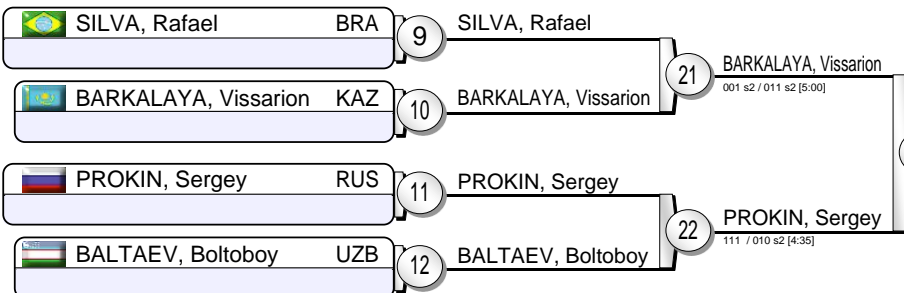 SILVA, Rafael BRA
9
SILVA, Rafael
21
BARKALAYA, Vissarion
001 s2 / 011 s2 [5:00]
BARKALAYA, Vissarion KAZ
10
BARKALAYA, Vissarion
PROKIN, Sergey RUS
11
PROKIN, Sergey
22
PROKIN, Sergey
111 / 010 s2 [4:35]
BALTAEV, Boltoboy UZB
12
BALTAEV, Boltoboy